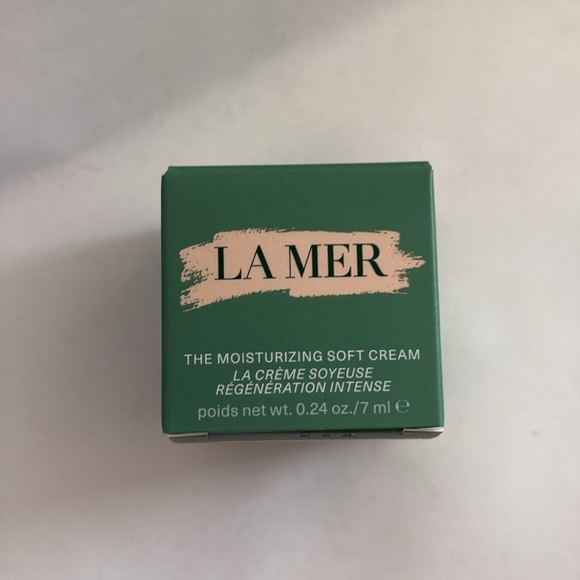 LA MER
THE MOISTURIZING SOFT CREAM
LA CRÈME SOYEUSE
RÉGÉNÉRATION INTENSE
poids net wt. 0.24 oz./7 ml ℮